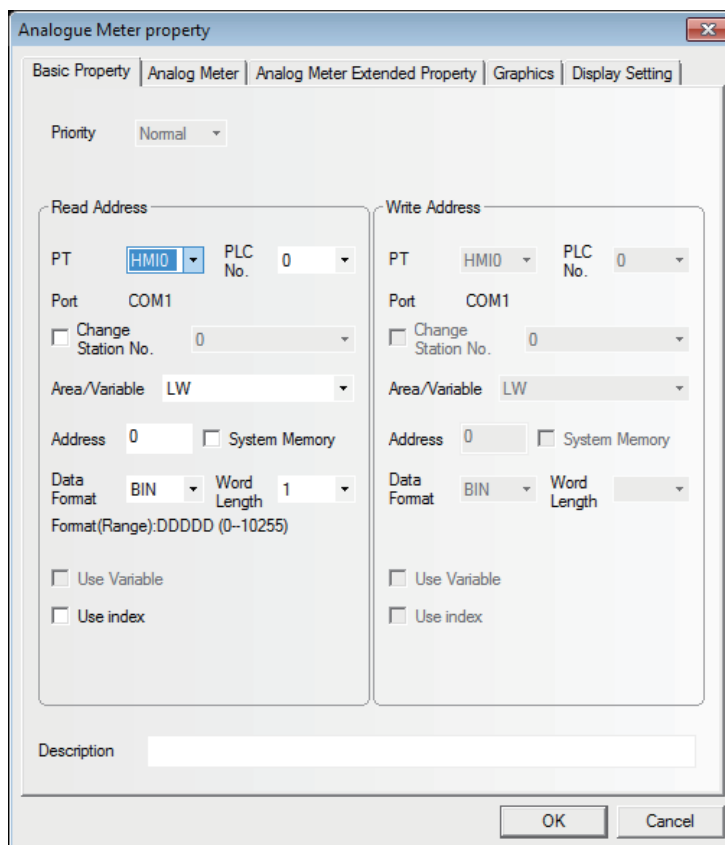 Analogue Meter property
Basic Property Analog Meter Analog Meter Extended Property Graphics Display Setting
Priority Normal
Read Address
PT HMI0 PLC No. 0
Port COM1
Change Station No. 0
Area/Variable LW
Address 0 System Memory
Data Format BIN Word Length 1
Format(Range):DDDDD (0--10255)
Use Variable
Use index
Write Address
PT HMI0 PLC No. 0
Port COM1
Change Station No. 0
Area/Variable LW
Address 0 System Memory
Data Format BIN Word Length
Use Variable
Use index
Description
OK Cancel